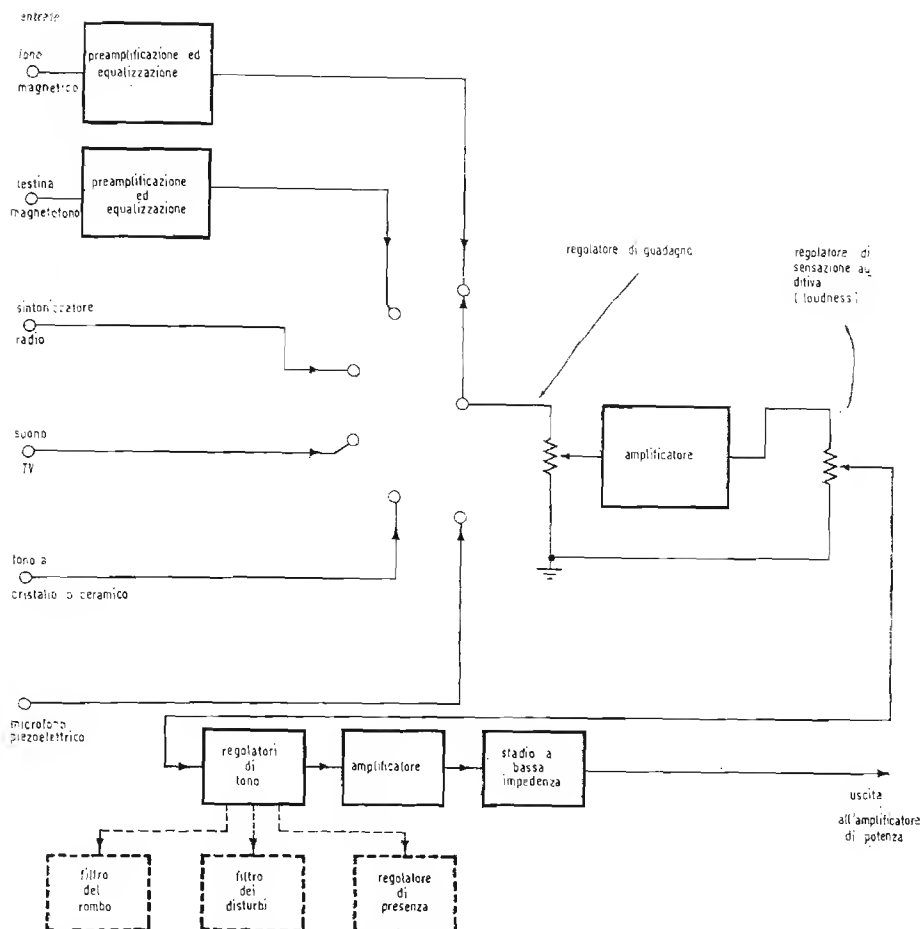 entrate
fono
magnetico
preamplificazione ed
equalizzazione
testina
magnetofono
preamplificazione
ed
equalizzazione
regolatore di guadagno
regolatore di
sensazione au
ditiva
(loudness)
sintonizzatore
radio
suono
TV
amplificatore
fono a
cristallo o ceramico
microfono
piezoelettrico
regolatori
di
tono
amplificatore
stadio a
bassa
impedenza
uscita
all'amplificatore
di potenza
filtro
del
rombo
filtro
dei
disturbi
regolatore
di
presenza